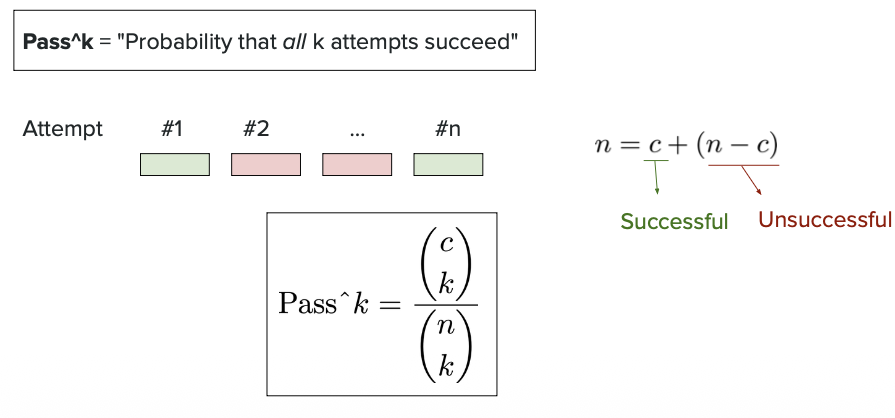 Pass^k = "Probability that all k attempts succeed"
Attempt #1 #2 ... #n
n = c + (n − c)
Successful Unsuccessful
Pass^k = (c k) / (n k)